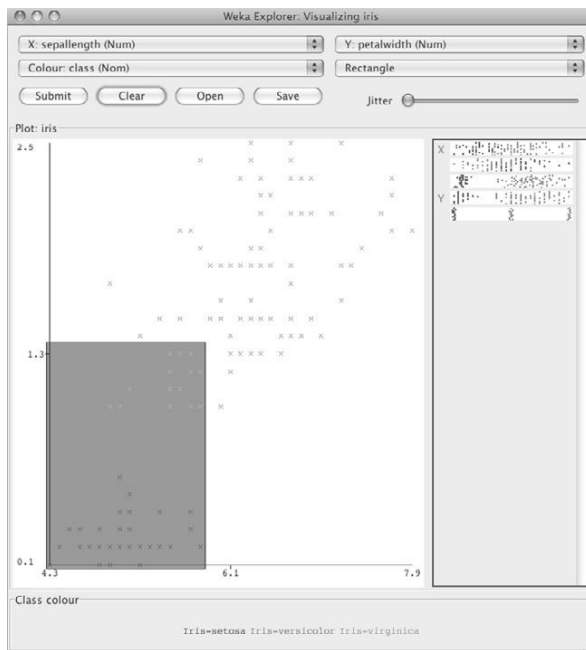 Weka Explorer: Visualizing iris
X: sepallength (Num)
Y: petalwidth (Num)
Colour: class (Nom)
Rectangle
Submit
Clear
Open
Save
Jitter
Plot: iris
2.5
1.3
0.1
4.3
6.1
7.9
X
Y
Class colour
Iris-setosa Iris-versicolor Iris-virginica